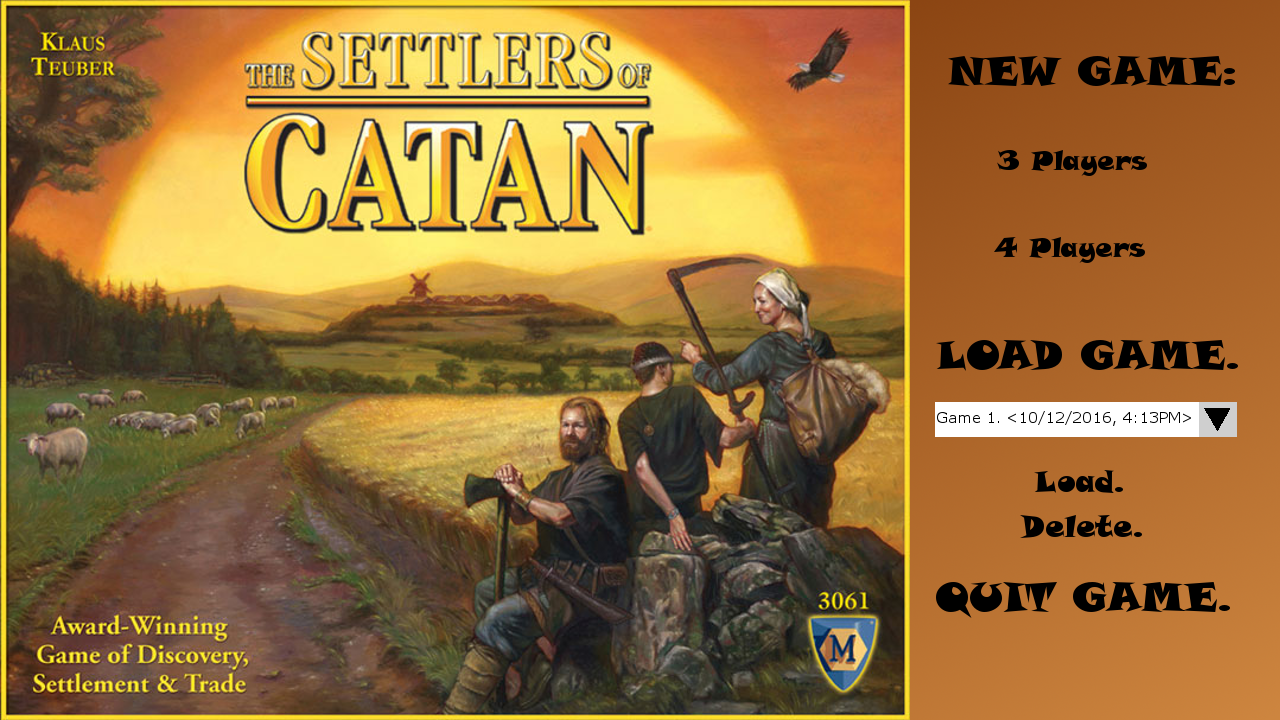 KLAUS
TEUBER
THE SETTLERS OF
CATAN
Award-Winning
Game of Discovery,
Settlement & Trade
3061
M
NEW GAME:
3 Players
4 Players
LOAD GAME.
Game 1. <10/12/2016, 4:13PM>
Load.
Delete.
QUIT GAME.